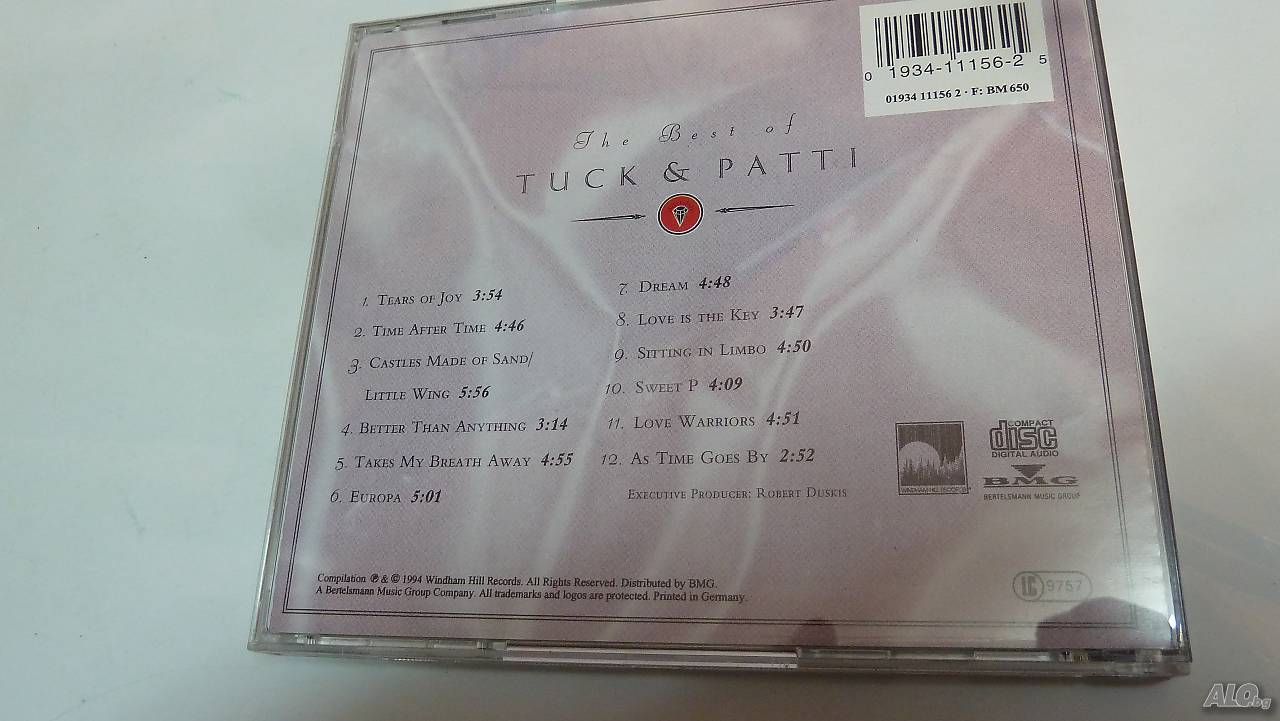 0 1934-11156-2 5
01934 11156 2 · F: BM 650
The Best of
TUCK & PATTI
1. Tears of Joy 3:54
2. Time After Time 4:46
3. Castles Made of Sand/
Little Wing 5:56
4. Better Than Anything 3:14
5. Takes My Breath Away 4:55
6. Europa 5:01
7. Dream 4:48
8. Love is the Key 3:47
9. Sitting in Limbo 4:50
10. Sweet P 4:09
11. Love Warriors 4:51
12. As Time Goes By 2:52
Executive Producer: Robert Duskis
WINDHAM HILL RECORDS
COMPACT
disc
DIGITAL AUDIO
BMG
BERTELSMANN MUSIC GROUP
Compilation ℗ & © 1994 Windham Hill Records. All Rights Reserved. Distributed by BMG.
A Bertelsmann Music Group Company. All trademarks and logos are protected. Printed in Germany.
LC 9757
ALO.bg